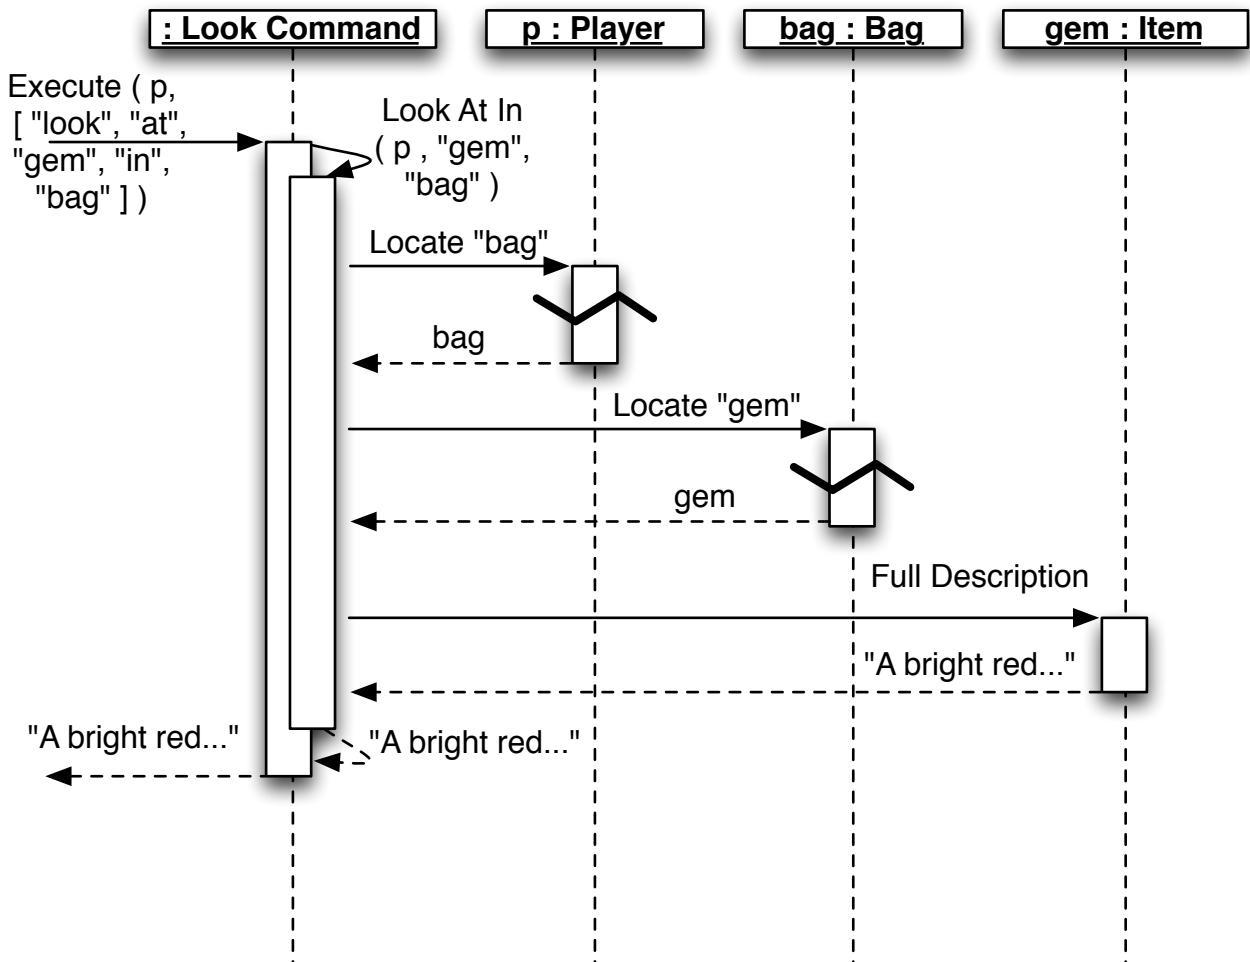 : Look Command
p : Player
bag : Bag
gem : Item
Execute ( p,
[ "look", "at",
"gem", "in",
"bag" ] )
Look At In
( p , "gem",
"bag" )
Locate "bag"
bag
Locate "gem"
gem
Full Description
"A bright red..."
"A bright red..."
"A bright red..."